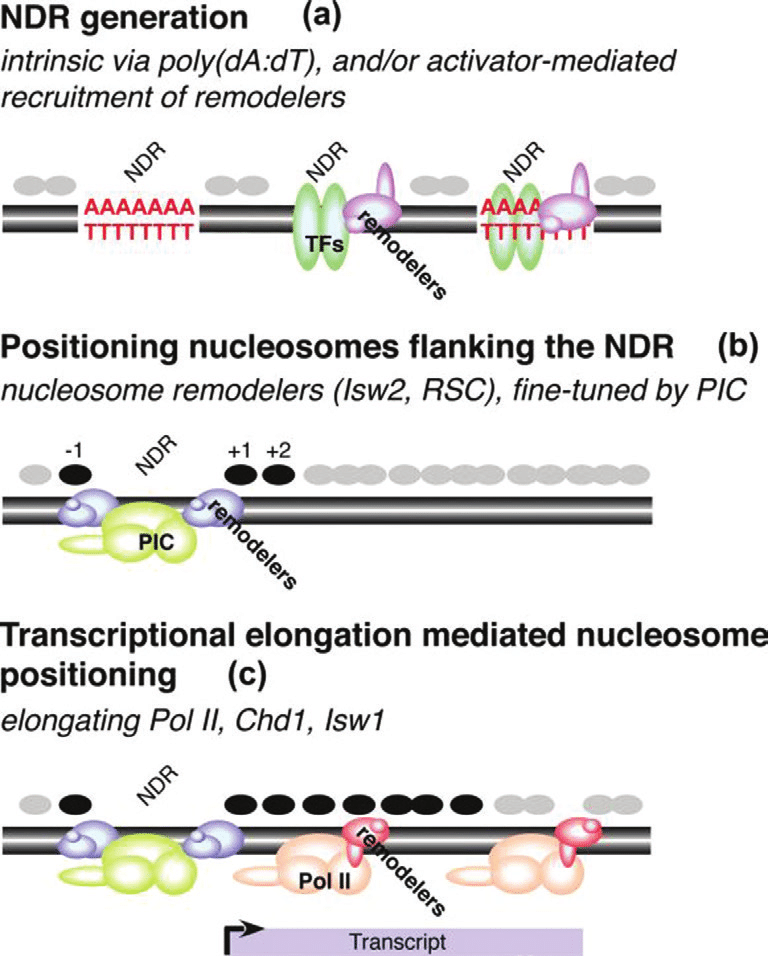 NDR generation (a)
intrinsic via poly(dA:dT), and/or activator-mediated
recruitment of remodelers
NDR
NDR
NDR
AAAAAAA
TTTTTTTT
TFs
remodelers
AAAA
TTTTTTTT
Positioning nucleosomes flanking the NDR (b)
nucleosome remodelers (Isw2, RSC), fine-tuned by PIC
-1
NDR
+1 +2
PIC
remodelers
Transcriptional elongation mediated nucleosome
positioning (c)
elongating Pol II, Chd1, Isw1
NDR
Pol II
remodelers
Transcript